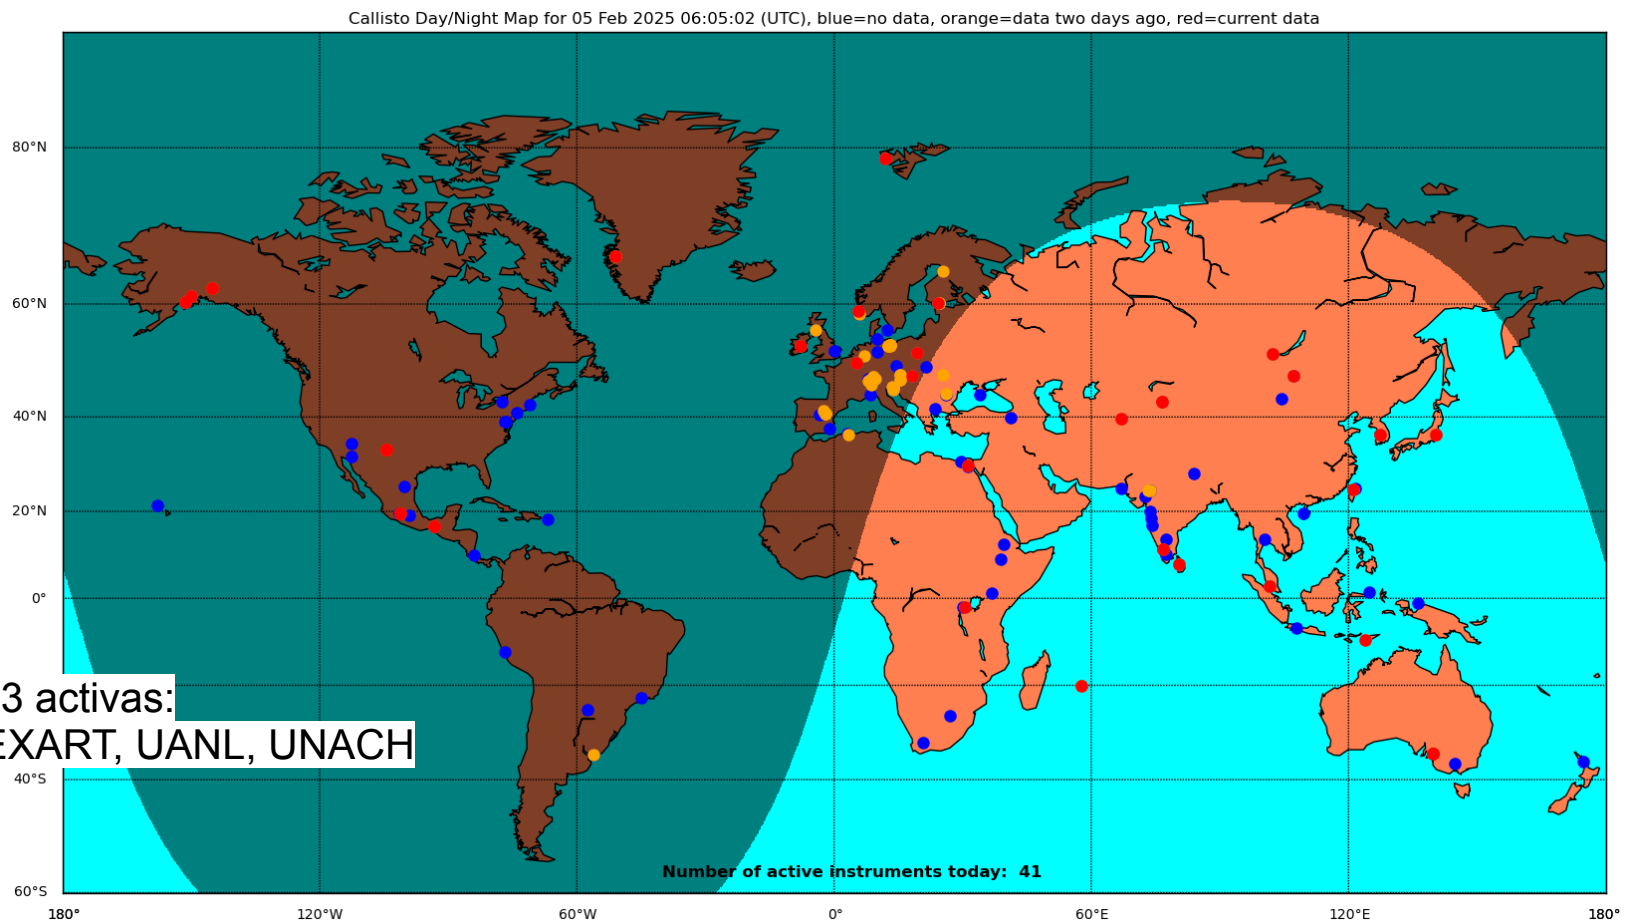 Callisto Day/Night Map for 05 Feb 2025 06:05:02 (UTC), blue=no data, orange=data two days ago, red=current data
80°N
60°N
40°N
20°N
0°
3 activas:
EXART, UANL, UNACH
40°S
Number of active instruments today: 41
60°S
180° 120°W 60°W 0° 60°E 120°E 180°